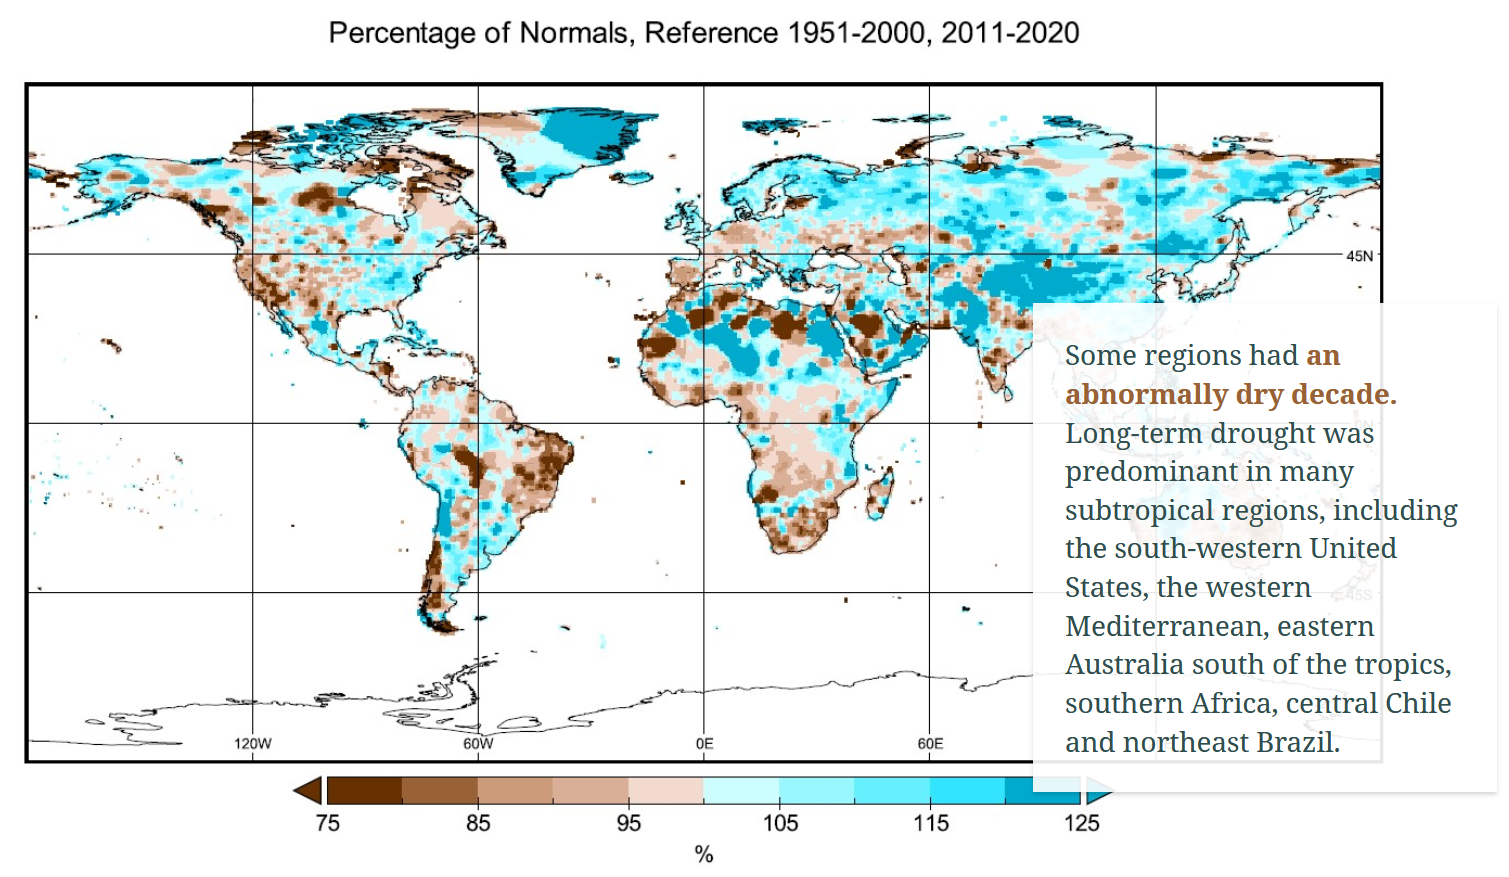 Percentage of Normals, Reference 1951-2000, 2011-2020
45N
Some regions had an
abnormally dry decade.
Long-term drought was
predominant in many
subtropical regions, including
the south-western United
States, the western
45S
Mediterranean, eastern
Australia south of the tropics,
southern Africa, central Chile
and northeast Brazil.
120W 60W 0E 60E
75 85 95 105 115 125
%